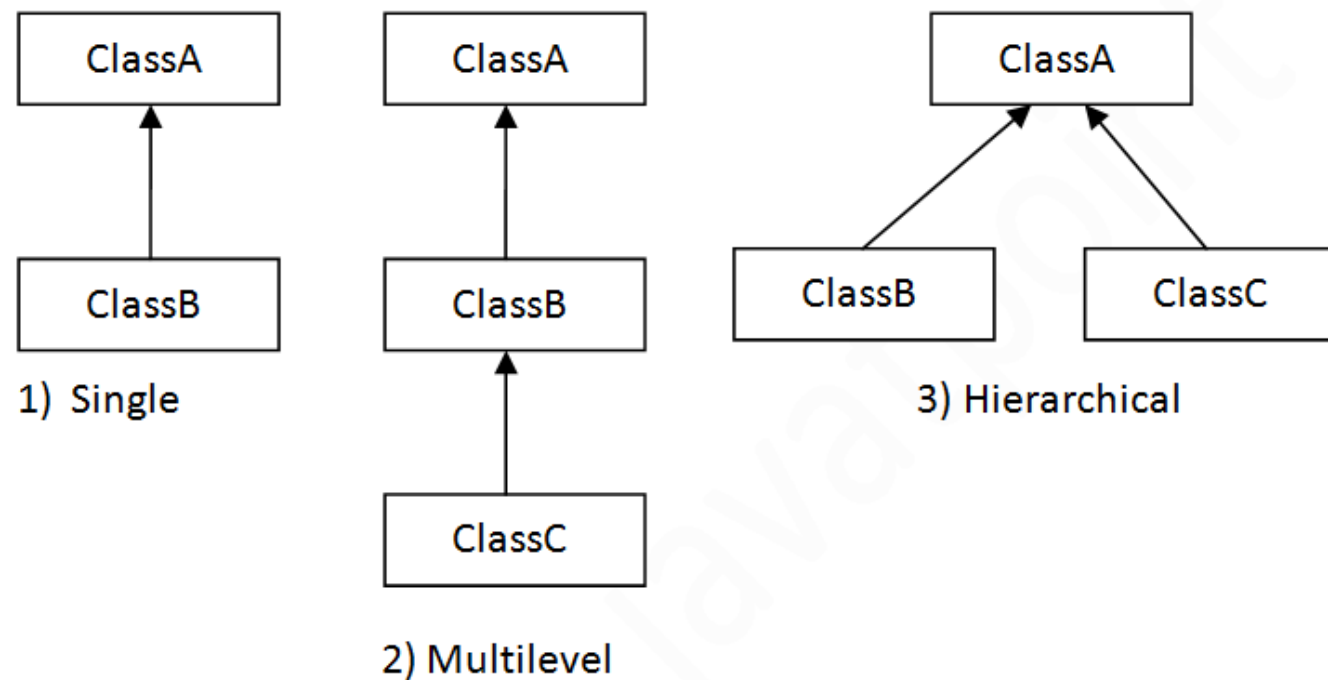 ClassA
ClassB
1) Single
ClassA
ClassB
ClassC
2) Multilevel
ClassA
ClassB
ClassC
3) Hierarchical